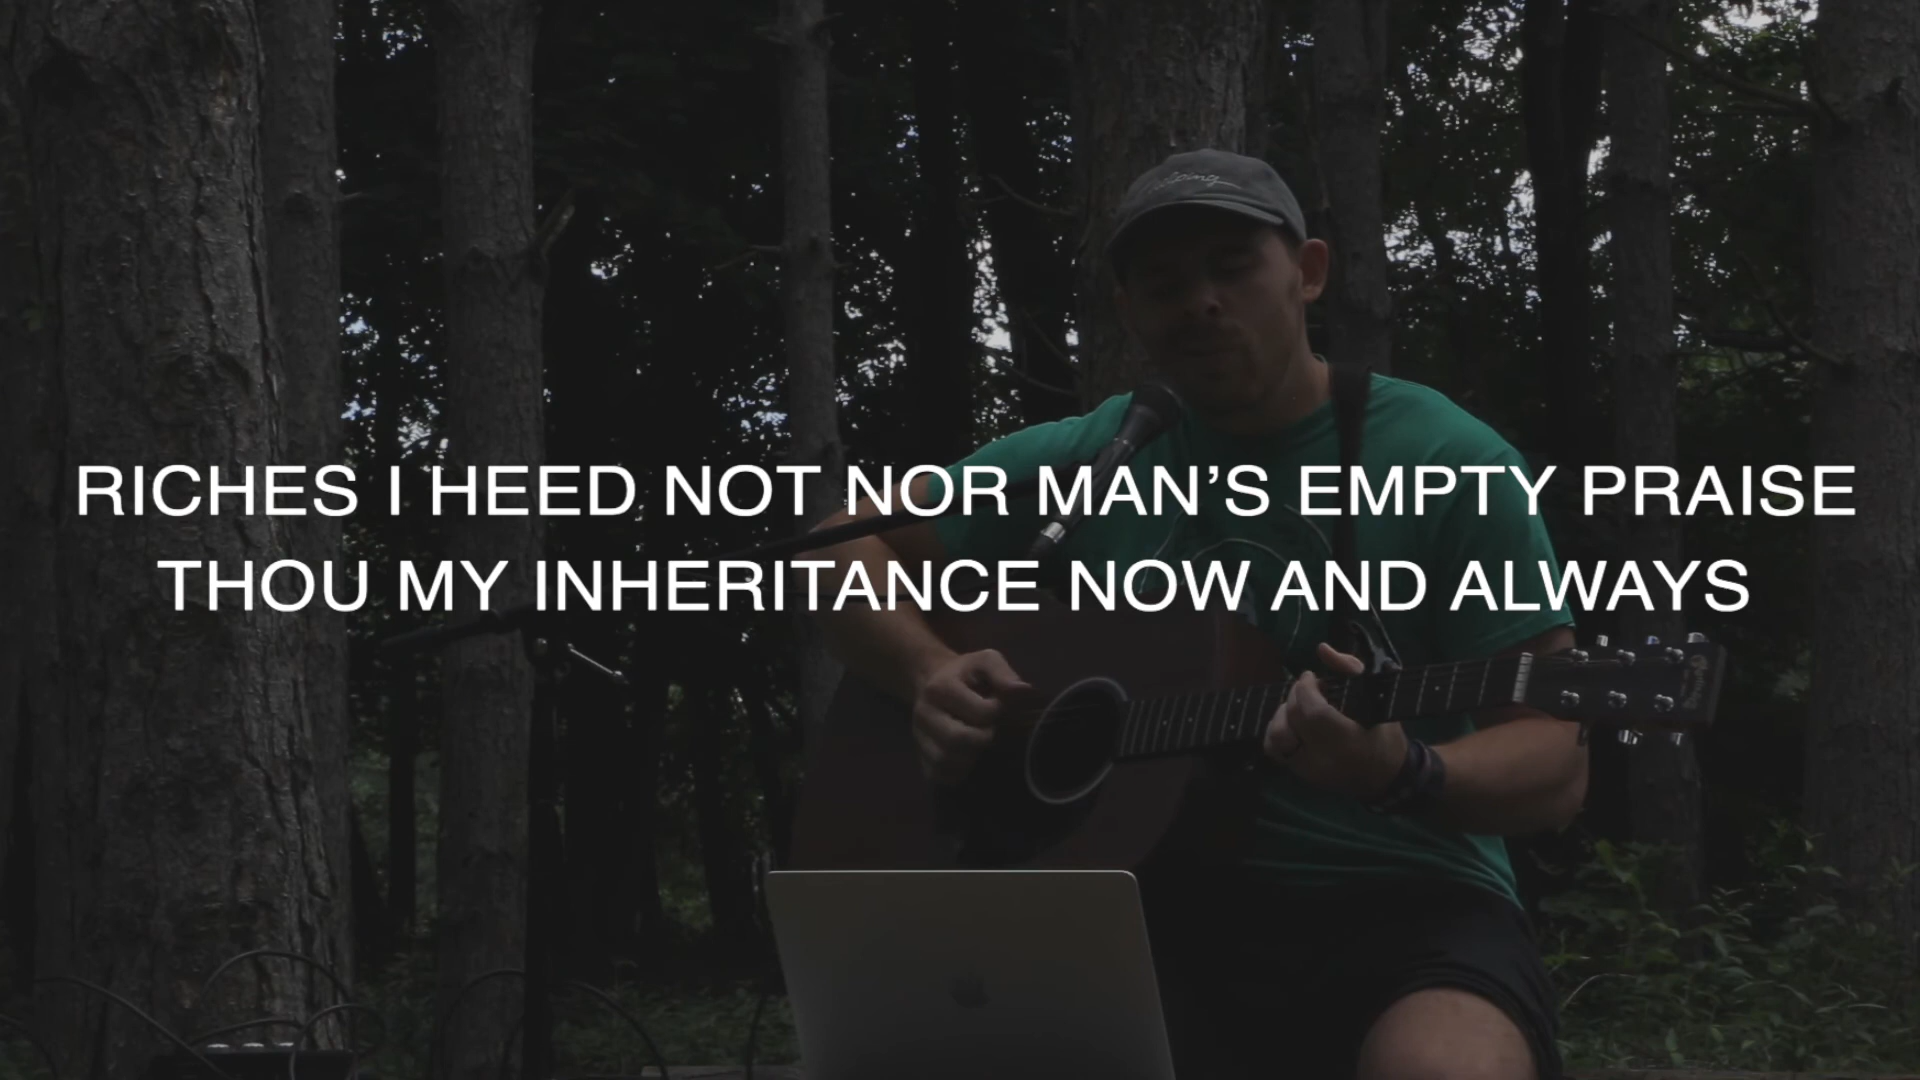 RICHES I HEED NOT NOR MAN’S EMPTY PRAISE
THOU MY INHERITANCE NOW AND ALWAYS